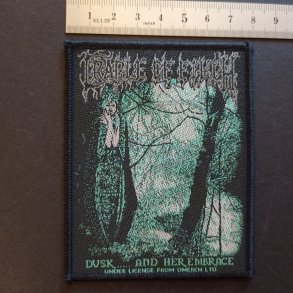 1 2 3 4 5 6 7 8 9
JAPAN
CRADLE OF FILTH
DUSK..... AND HER EMBRACE
UNDER LICENSE FROM OMERCH LTD